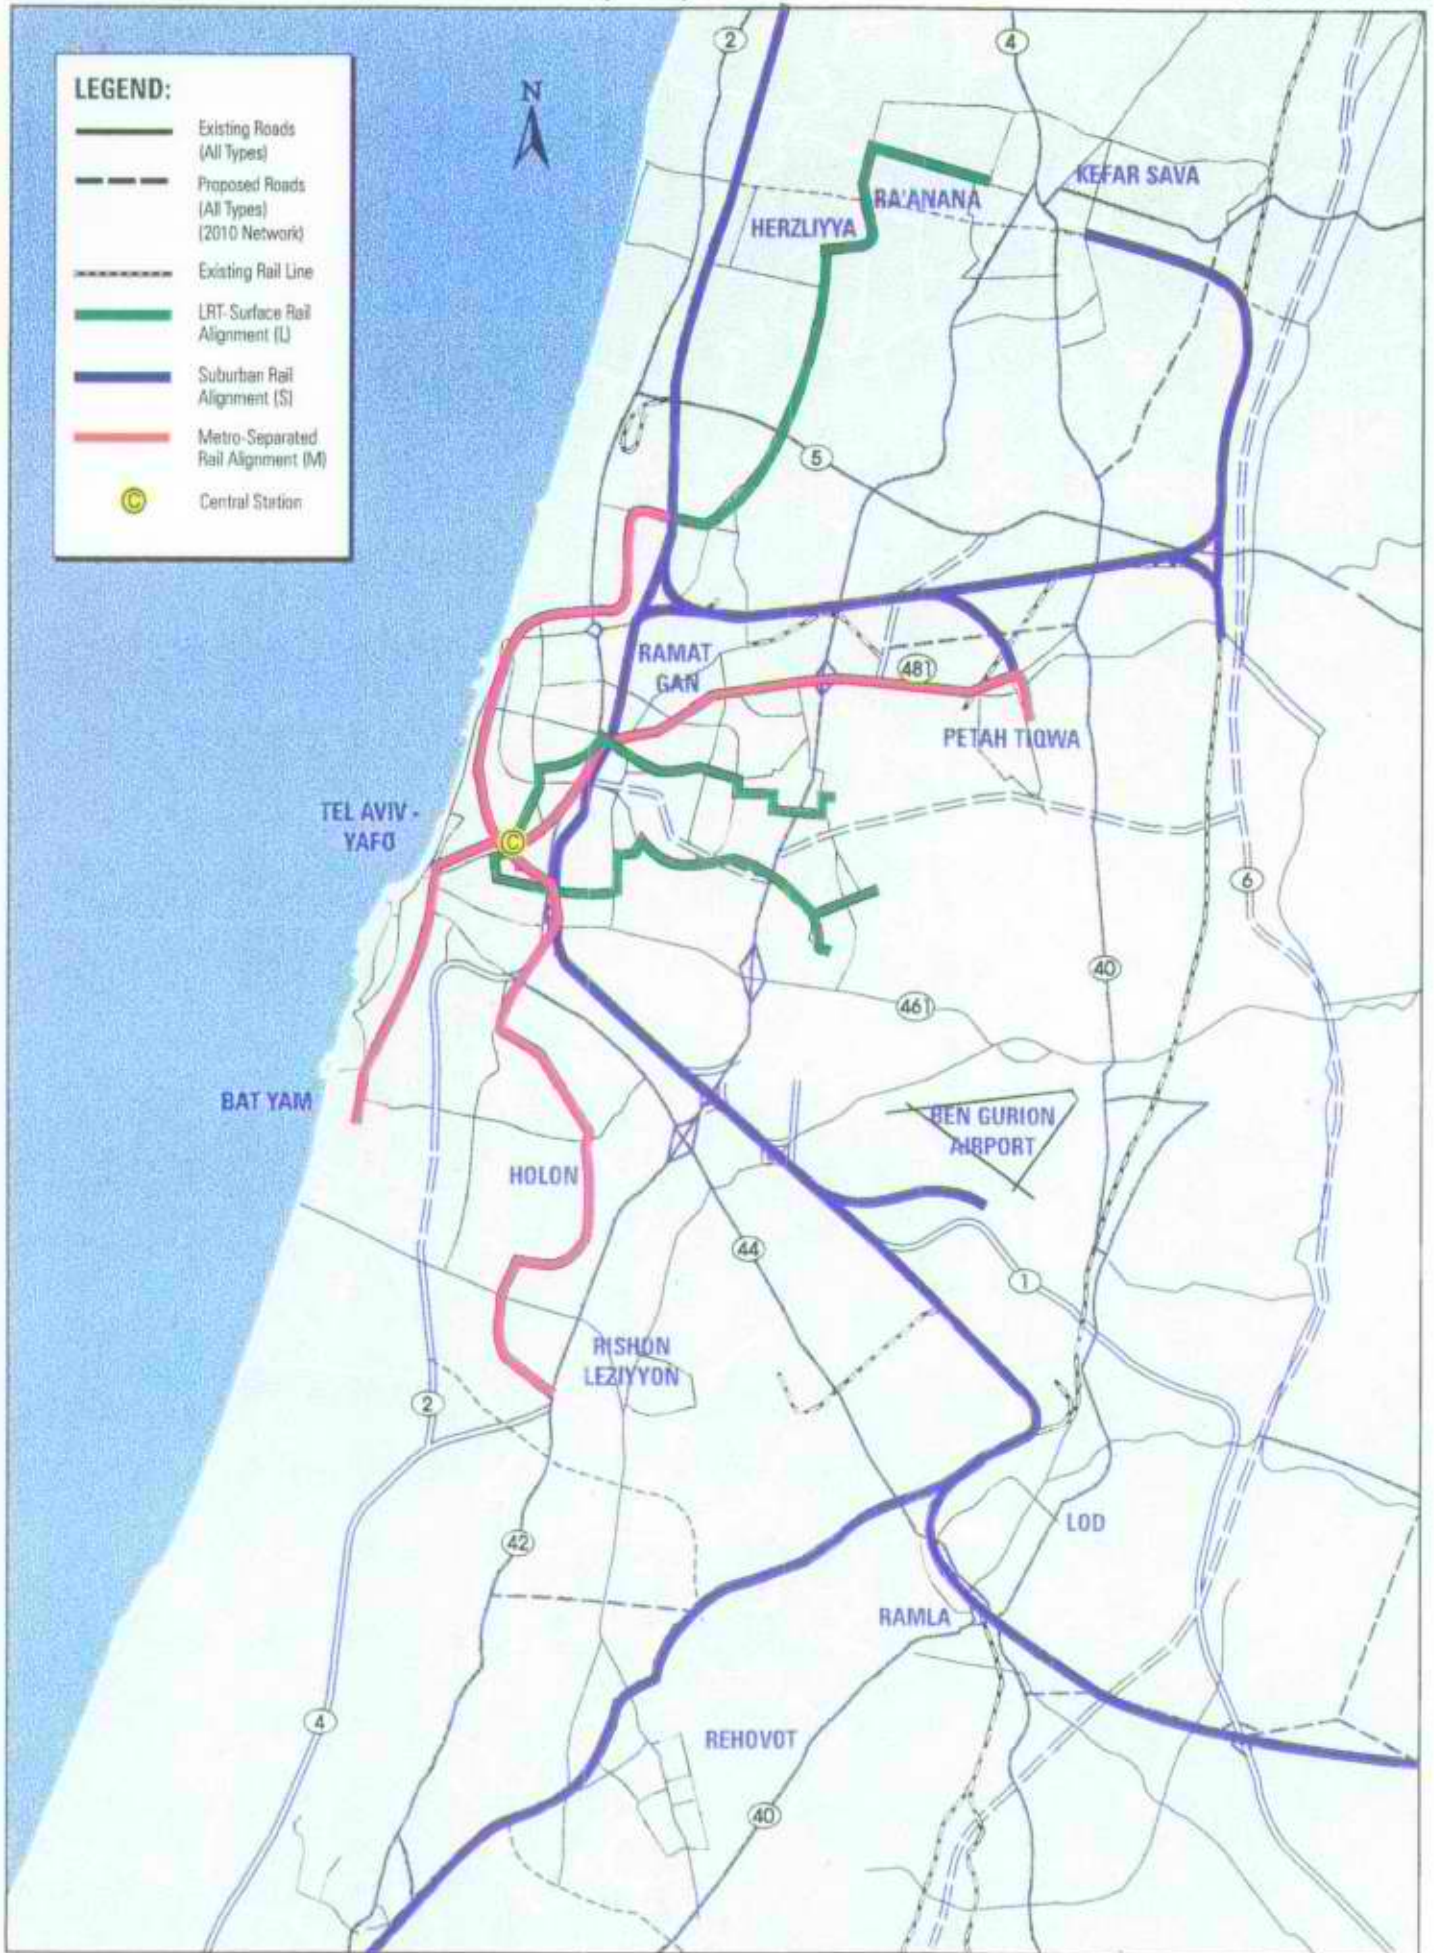 LEGEND:
Existing Roads
(All Types)
Proposed Roads
(All Types)
(2010 Network)
Existing Rail Line
LRT-Surface Rail
Alignment (L)
Suburban Rail
Alignment (S)
Metro-Separated
Rail Alignment (M)
C
Central Station
N
2
4
KEFAR SAVA
RA'ANANA
HERZLIYYA
5
RAMAT
GAN
481
PETAH TIQWA
TEL AVIV -
YAFO
C
6
40
461
BAT YAM
BEN GURION
AIRPORT
HOLON
44
1
RISHON
LEZIYYON
2
42
LOD
RAMLA
4
REHOVOT
40